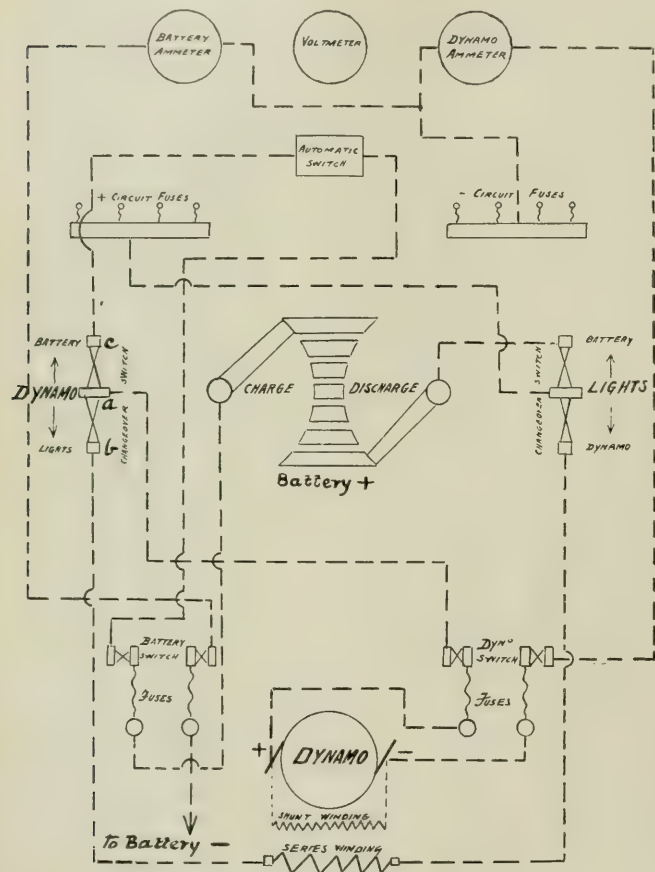 BATTERY
AMMETER
VOLTMETER
DYNAMO
AMMETER
AUTOMATIC
SWITCH
+ CIRCUIT FUSES
- CIRCUIT FUSES
BATTERY
c
SWITCH
DYNAMO
a
CHANGEOVER
LIGHTS
b
CHARGE
DISCHARGE
Battery +
BATTERY
SWITCH
LIGHTS
CHANGEOVER
DYNAMO
BATTERY
SWITCH
FUSES
DYNº
SWITCH
FUSES
+
DYNAMO
-
SHUNT WINDING
to Battery -
SERIES WINDING